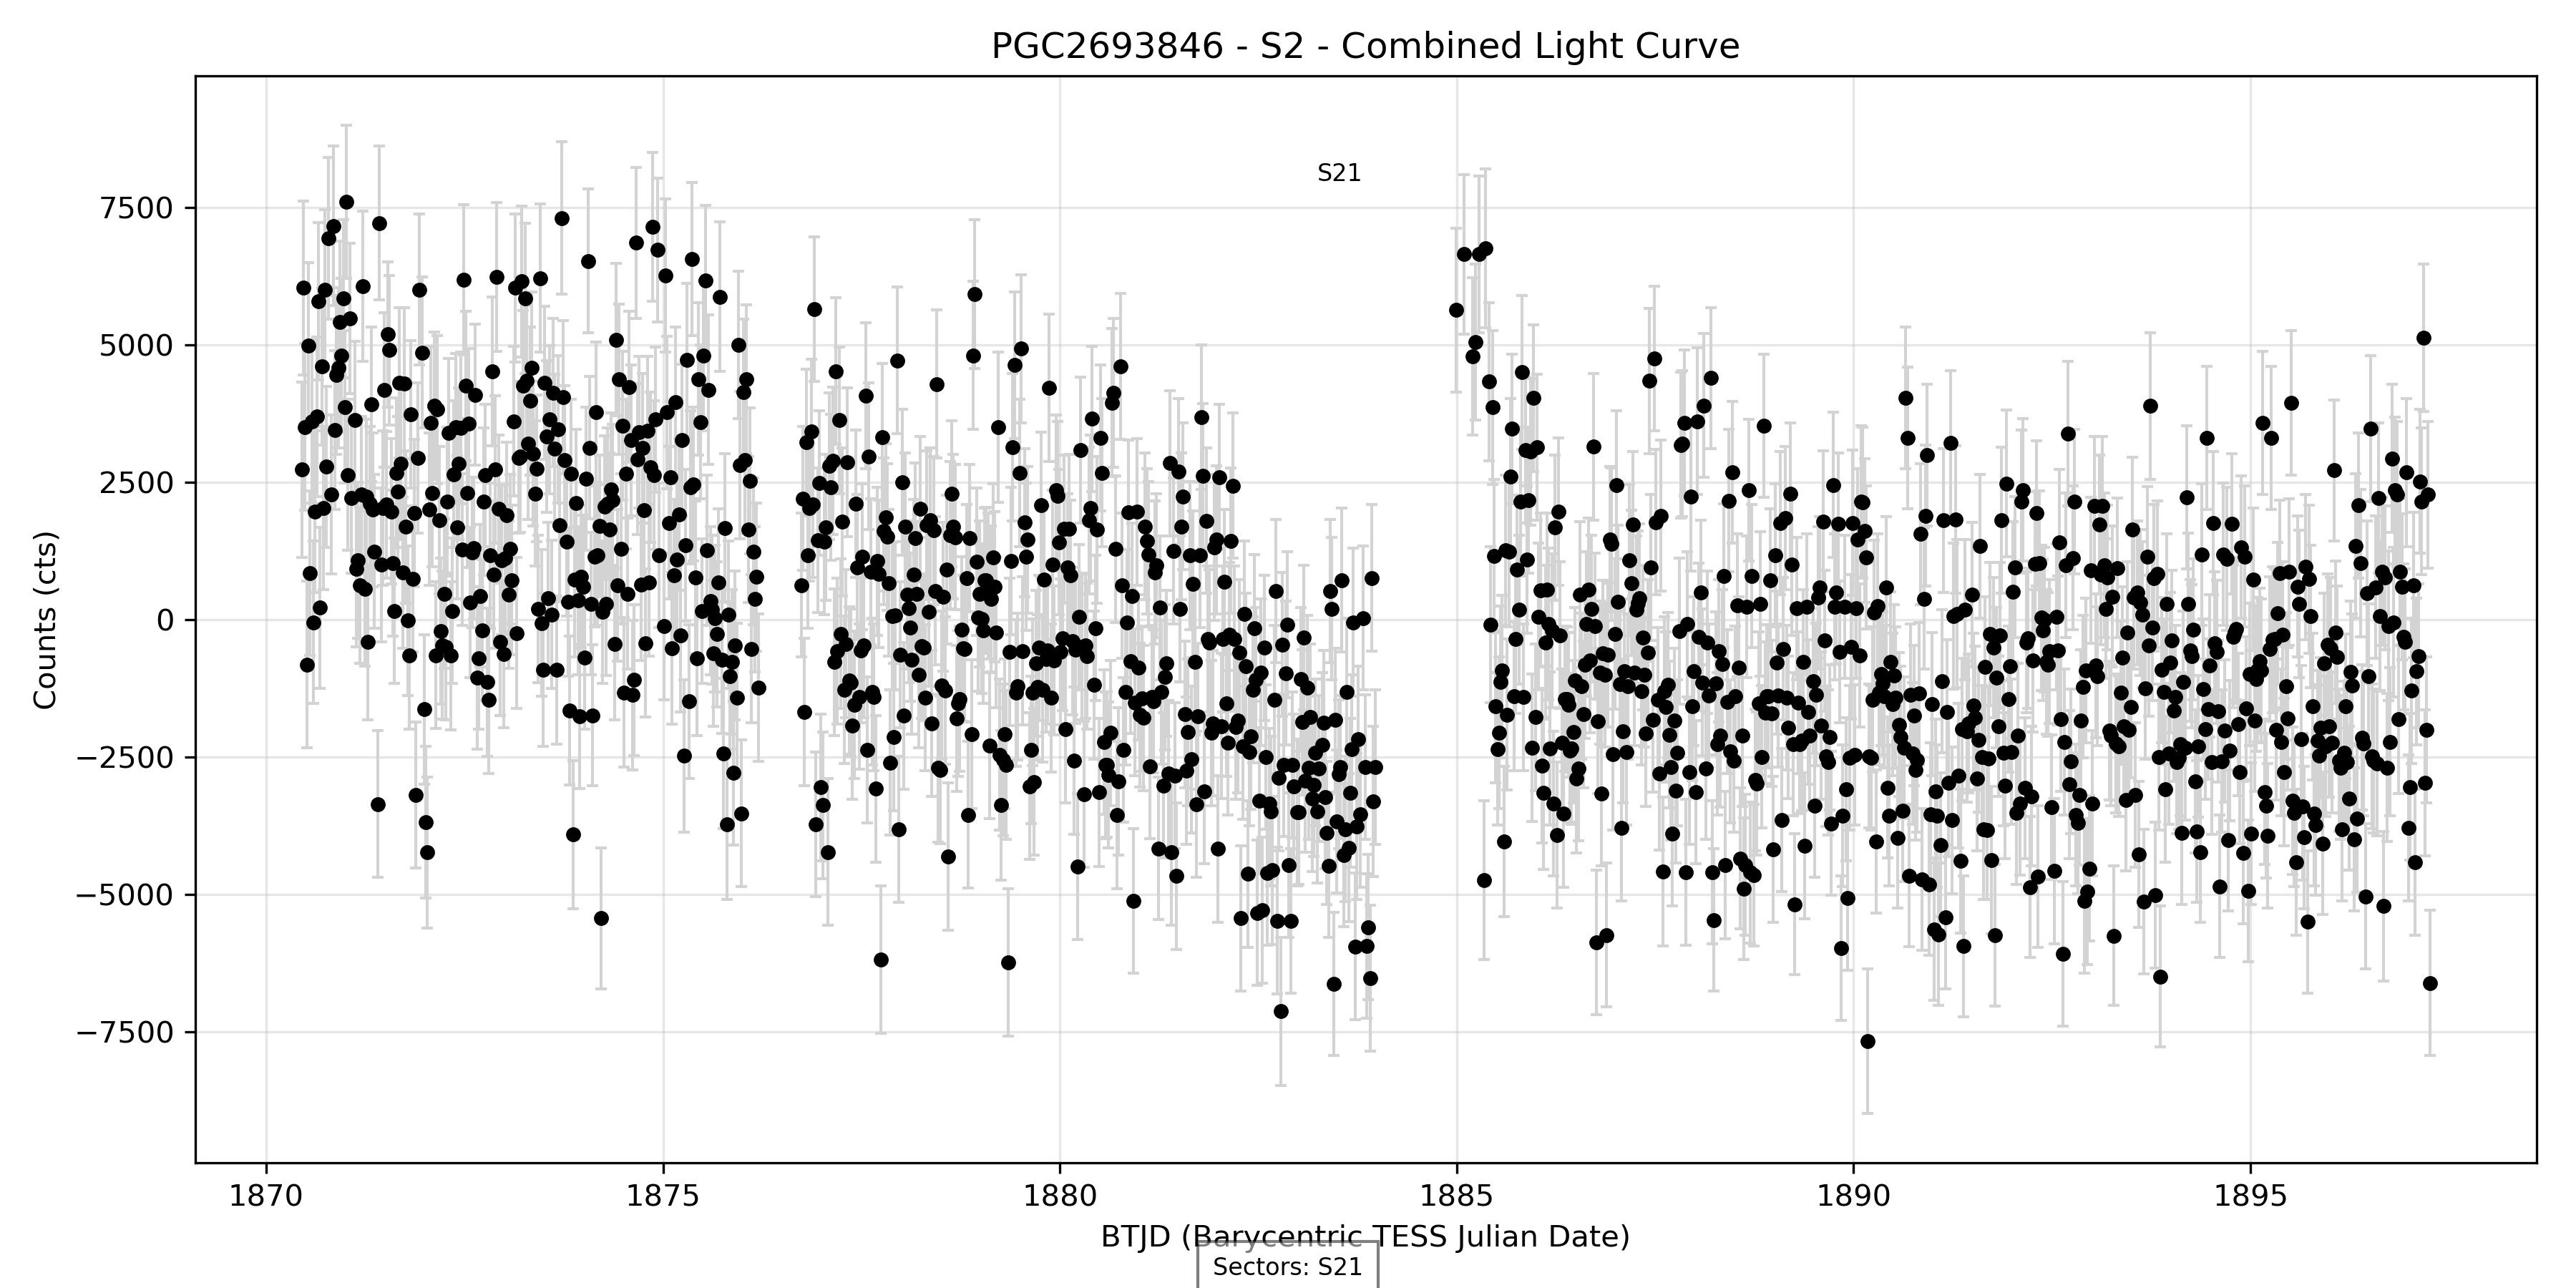 PGC2693846 - S2 - Combined Light Curve
S21
7500
5000
2500
0
−2500
−5000
−7500
Counts (cts)
1870 1875 1880 1885 1890 1895
BTJD (Barycentric TESS Julian Date)
Sectors: S21